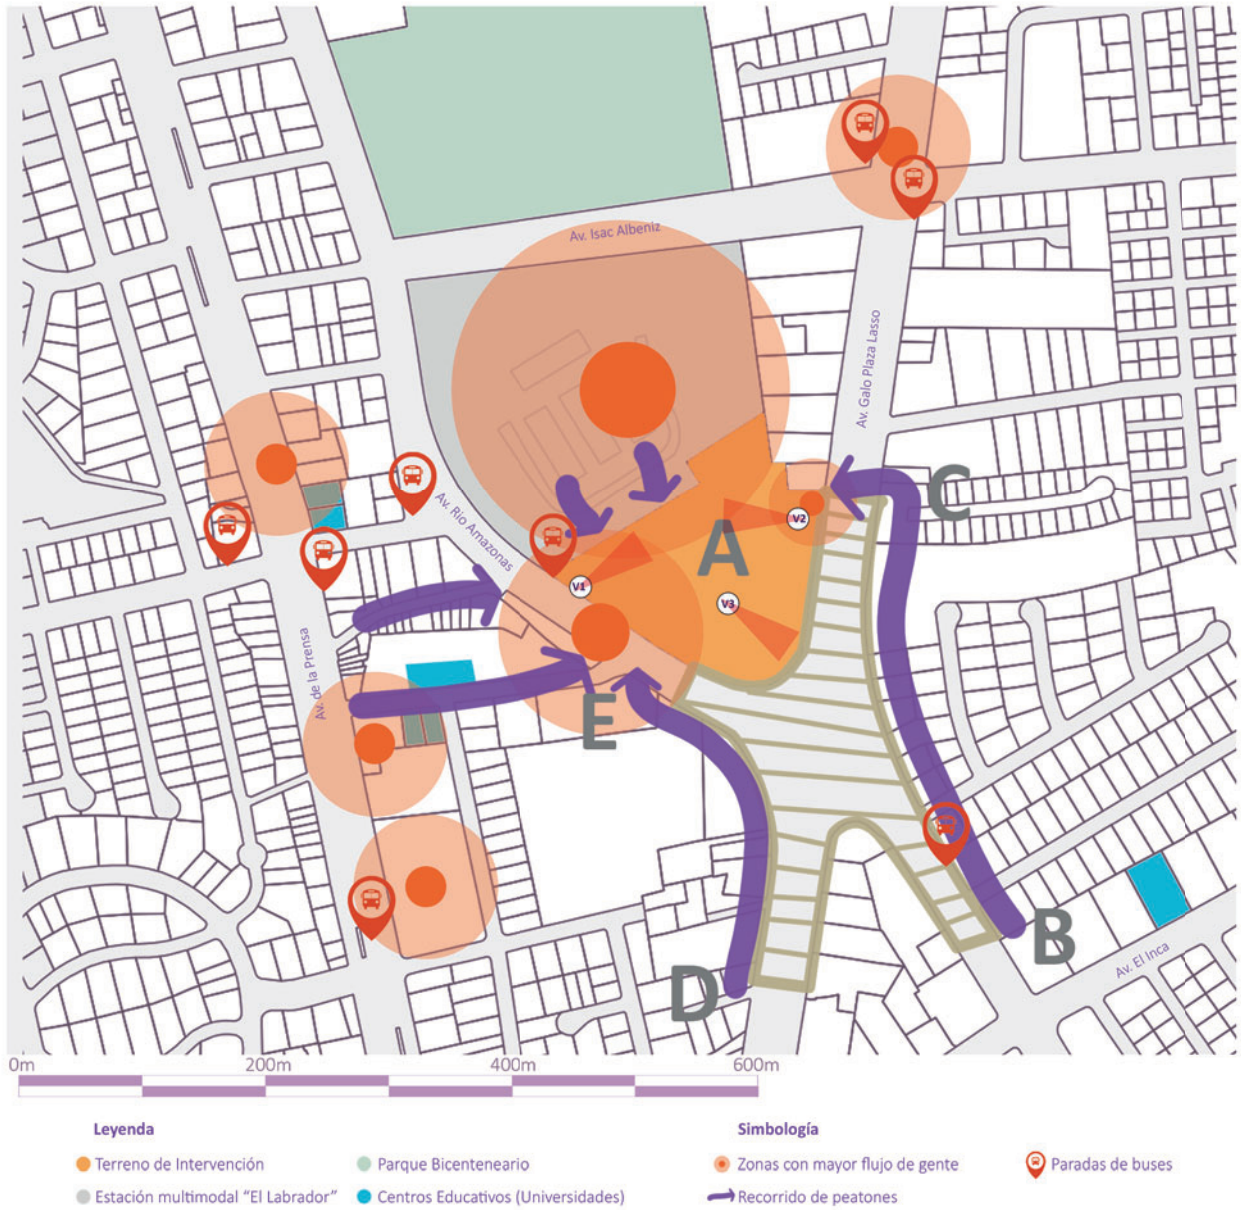 Av. Isac Albeniz
Av. Galo Plaza Lasso
C
Av. Río Amazonas
V2
A
V1
V3
Av. de la Prensa
E
B
D
Av. El Inca
0m 200m 400m 600m
Leyenda
Simbología
Terreno de Intervención
Parque Bicenteneario
Zonas con mayor flujo de gente
Paradas de buses
Estación multimodal "El Labrador"
Centros Educativos (Universidades)
Recorrido de peatones